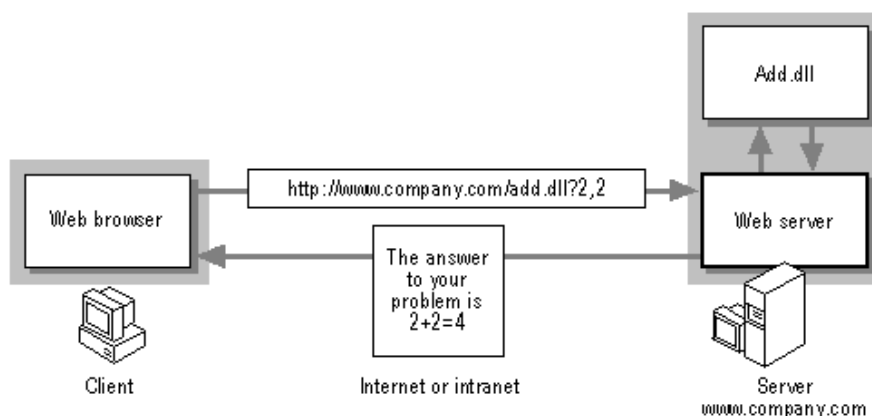 Add.dll
http://www.company.com/add.dll?2,2
Web browser
Web server
The answer
to your
problem is
2+2=4
Client
Internet or intranet
Server
www.company.com